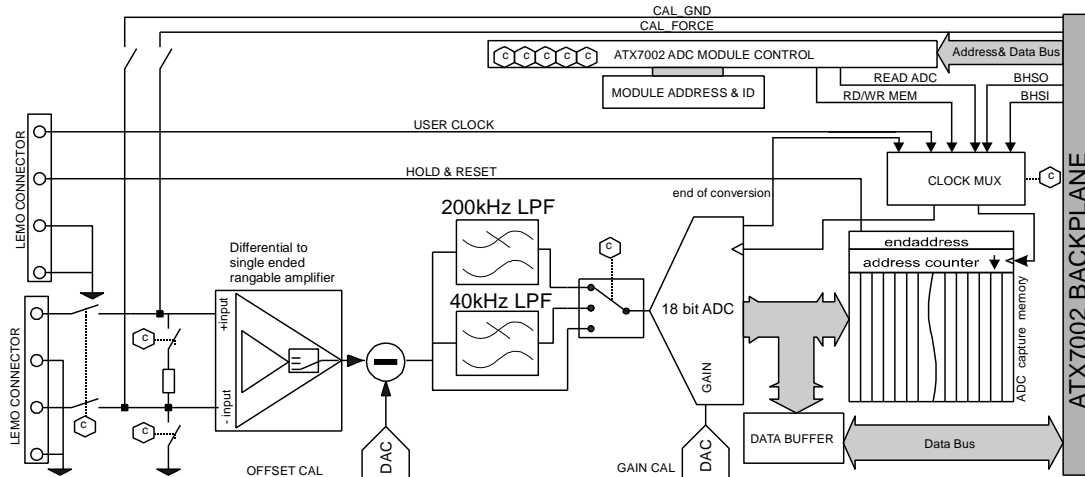 CAL_GND
CAL_FORCE
C C C C C ATX7002 ADC MODULE CONTROL
Address& Data Bus
MODULE ADDRESS & ID
READ ADC
BHSO
RD/WR MEM
BHSI
LEMO CONNECTOR
USER CLOCK
HOLD & RESET
CLOCK MUX
C
end of conversion
200kHz LPF
40kHz LPF
C
Differential to
single ended
rangable amplifier
+input
-input
endaddress
address counter
18 bit ADC
GAIN
ADC capture memory
ATX7002 BACKPLANE
LEMO CONNECTOR
C
C
C
OFFSET CAL
DAC
GAIN CAL
DAC
DATA BUFFER
Data Bus